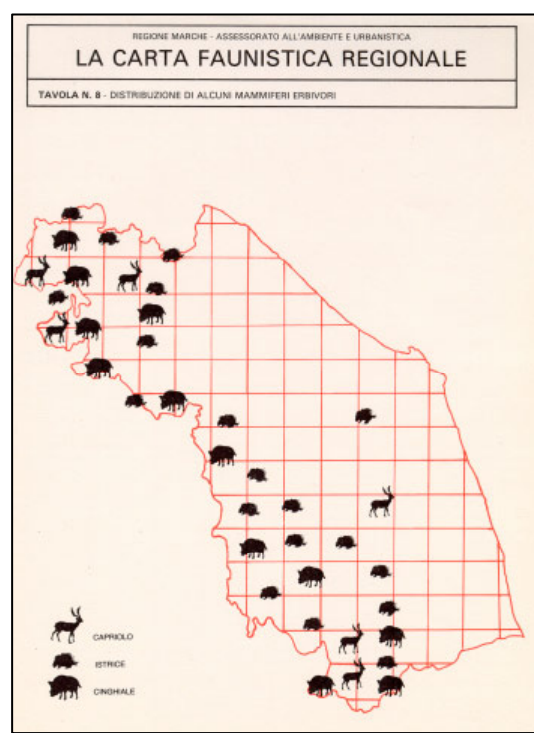 REGIONE MARCHE - ASSESSORATO ALL'AMBIENTE E URBANISTICA
LA CARTA FAUNISTICA REGIONALE
TAVOLA N. 8 - DISTRIBUZIONE DI ALCUNI MAMMIFERI ERBIVORI
CAPRIOLO
ISTRICE
CINGHIALE